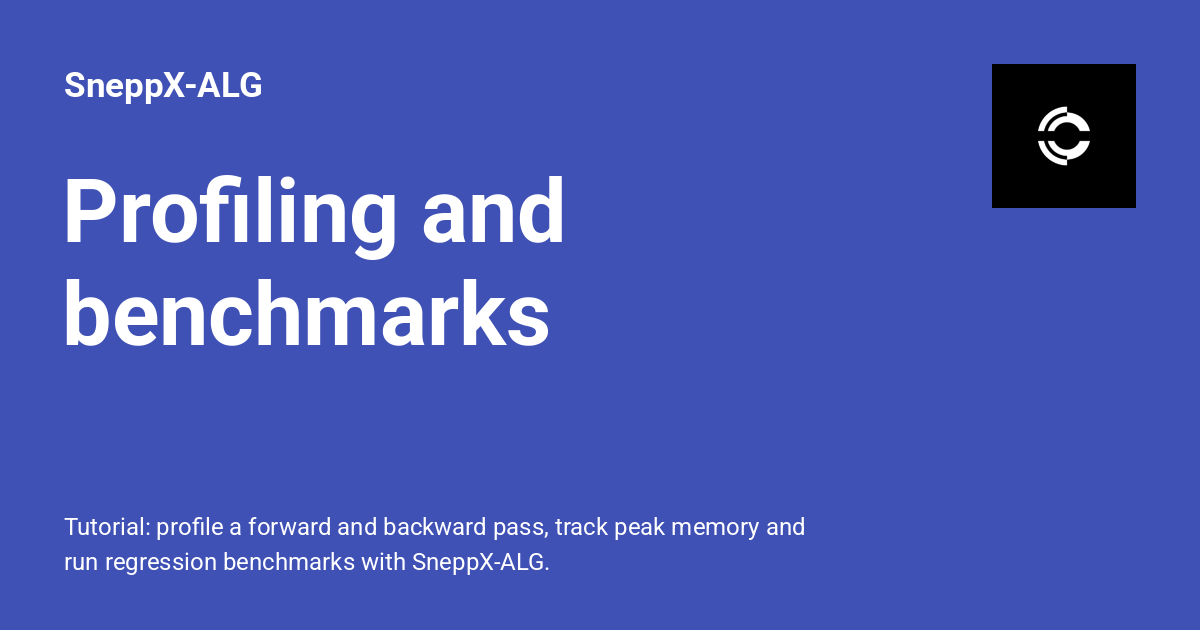 SneppX-ALG
Profiling and
benchmarks
Tutorial: profile a forward and backward pass, track peak memory and
run regression benchmarks with SneppX-ALG.